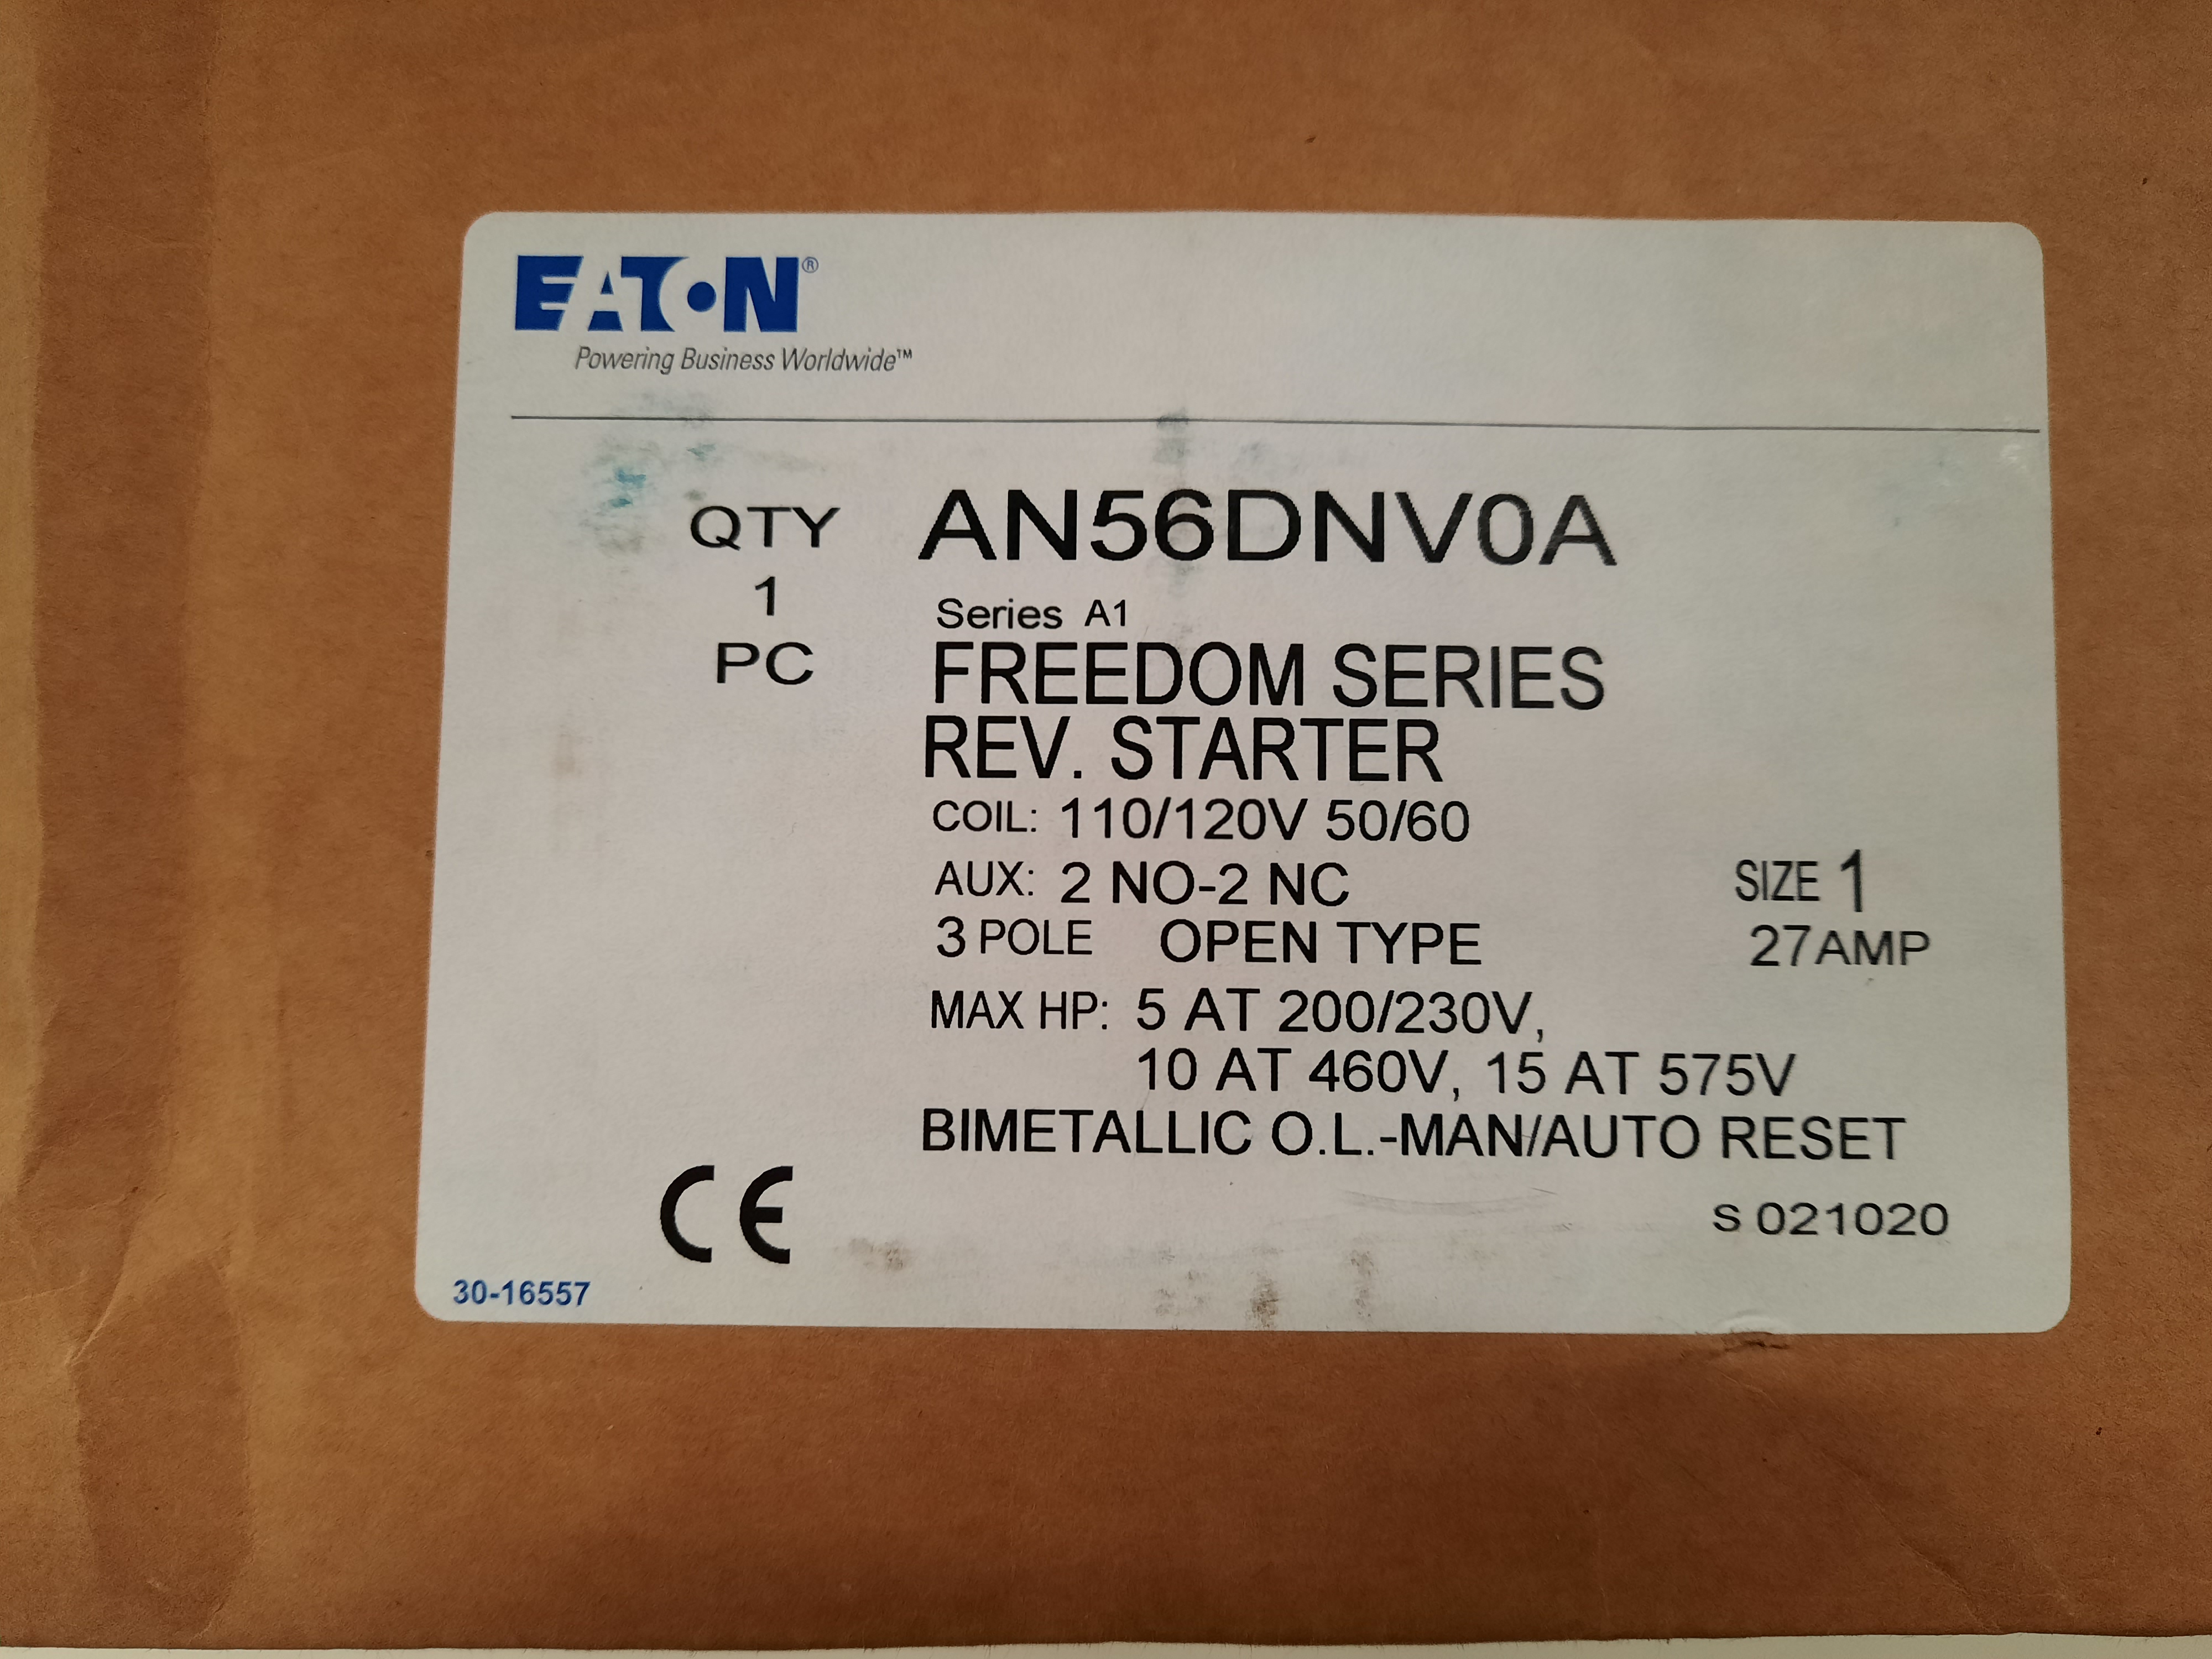 EATON®
Powering Business Worldwide™
QTY
1
PC
AN56DNV0A
Series A1
FREEDOM SERIES
REV. STARTER
COIL: 110/120V 50/60
AUX: 2 NO-2 NC
SIZE 1
3 POLE OPEN TYPE
27AMP
MAX HP: 5 AT 200/230V,
10 AT 460V, 15 AT 575V
BIMETALLIC O.L.-MAN/AUTO RESET
CE
S 021020
30-16557